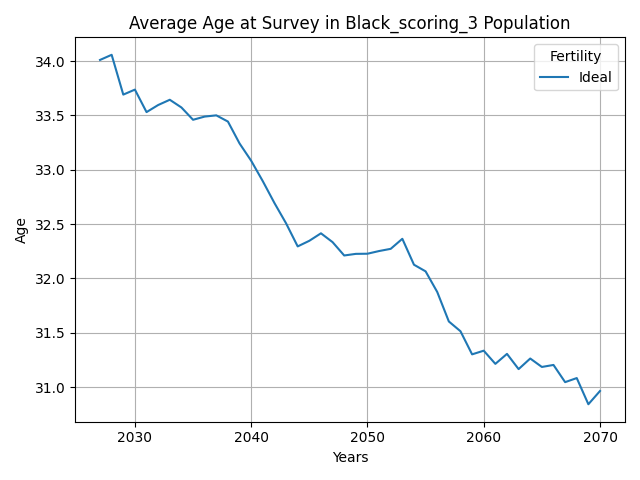 Average Age at Survey in Black_scoring_3 Population
Fertility
Ideal
34.0
33.5
33.0
32.5
32.0
31.5
31.0
Age
2030 2040 2050 2060 2070
Years